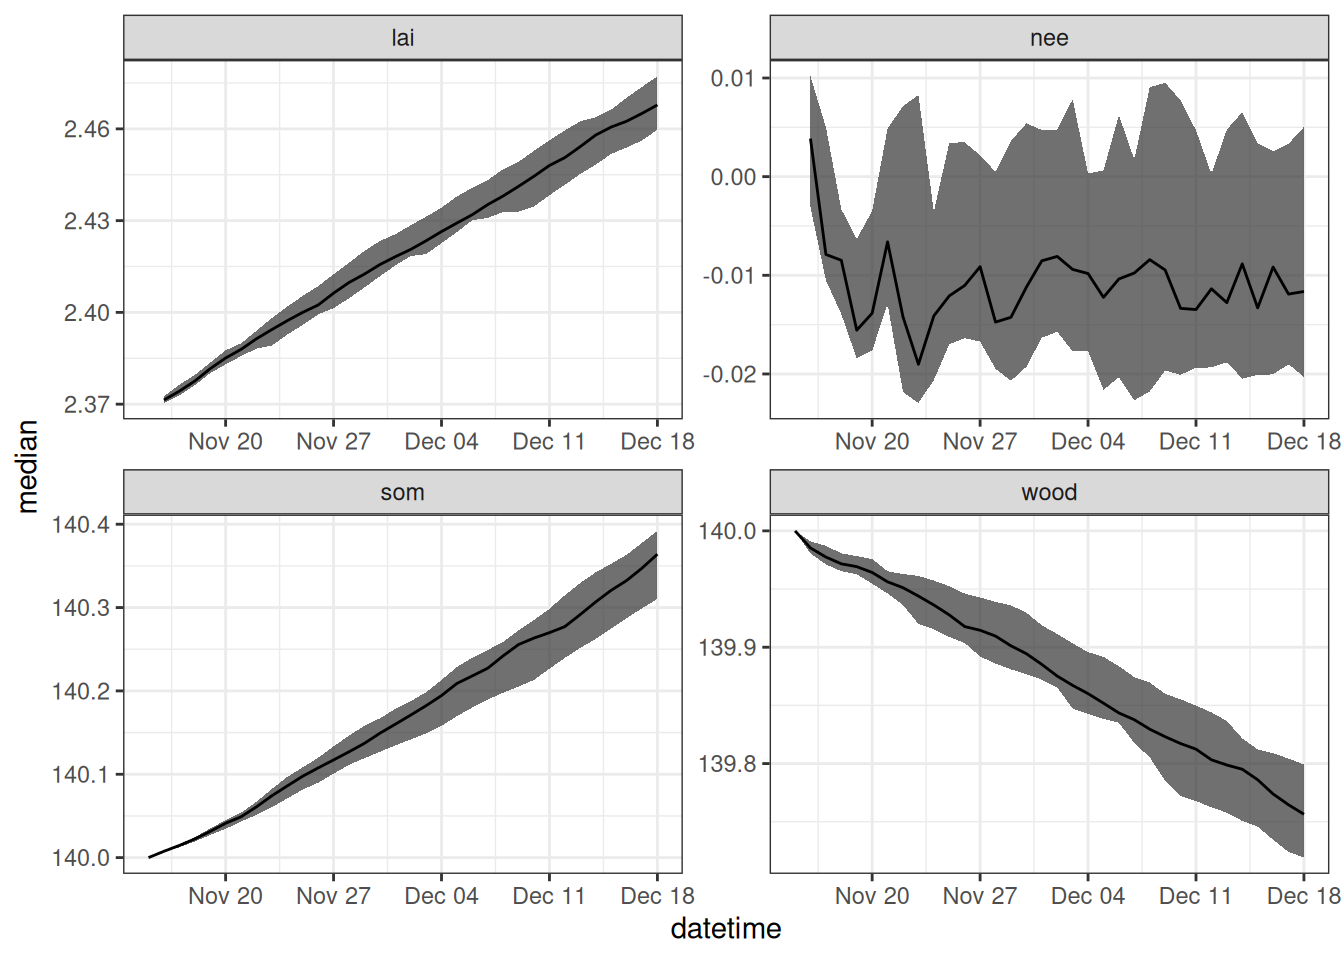 lai
nee
2.46
2.43
2.40
2.37
0.01
0.00
-0.01
-0.02
Nov 20 Nov 27 Dec 04 Dec 11 Dec 18
Nov 20 Nov 27 Dec 04 Dec 11 Dec 18
median
som
wood
140.4
140.3
140.2
140.1
140.0
140.0
139.9
139.8
Nov 20 Nov 27 Dec 04 Dec 11 Dec 18
Nov 20 Nov 27 Dec 04 Dec 11 Dec 18
datetime